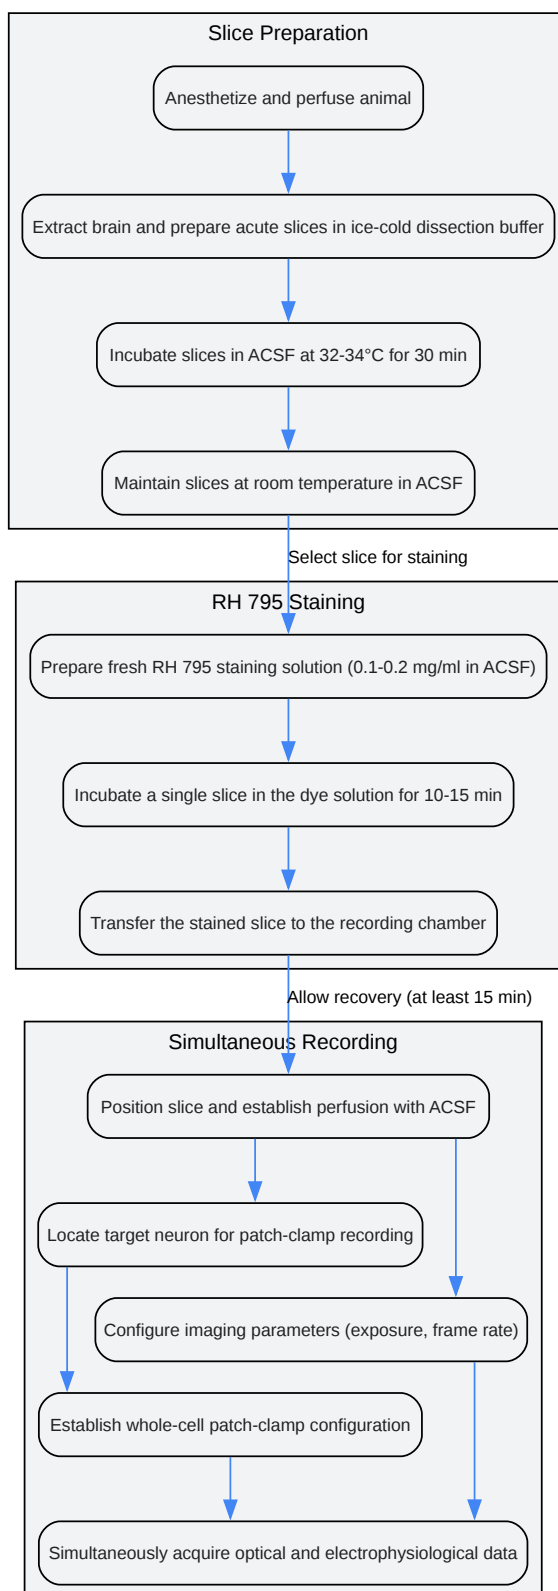 Slice Preparation
Anesthetize and perfuse animal
Extract brain and prepare acute slices in ice-cold dissection buffer
Incubate slices in ACSF at 32-34°C for 30 min
Maintain slices at room temperature in ACSF
Select slice for staining
RH 795 Staining
Prepare fresh RH 795 staining solution (0.1-0.2 mg/ml in ACSF)
Incubate a single slice in the dye solution for 10-15 min
Transfer the stained slice to the recording chamber
Allow recovery (at least 15 min)
Simultaneous Recording
Position slice and establish perfusion with ACSF
Locate target neuron for patch-clamp recording
Configure imaging parameters (exposure, frame rate)
Establish whole-cell patch-clamp configuration
Simultaneously acquire optical and electrophysiological data